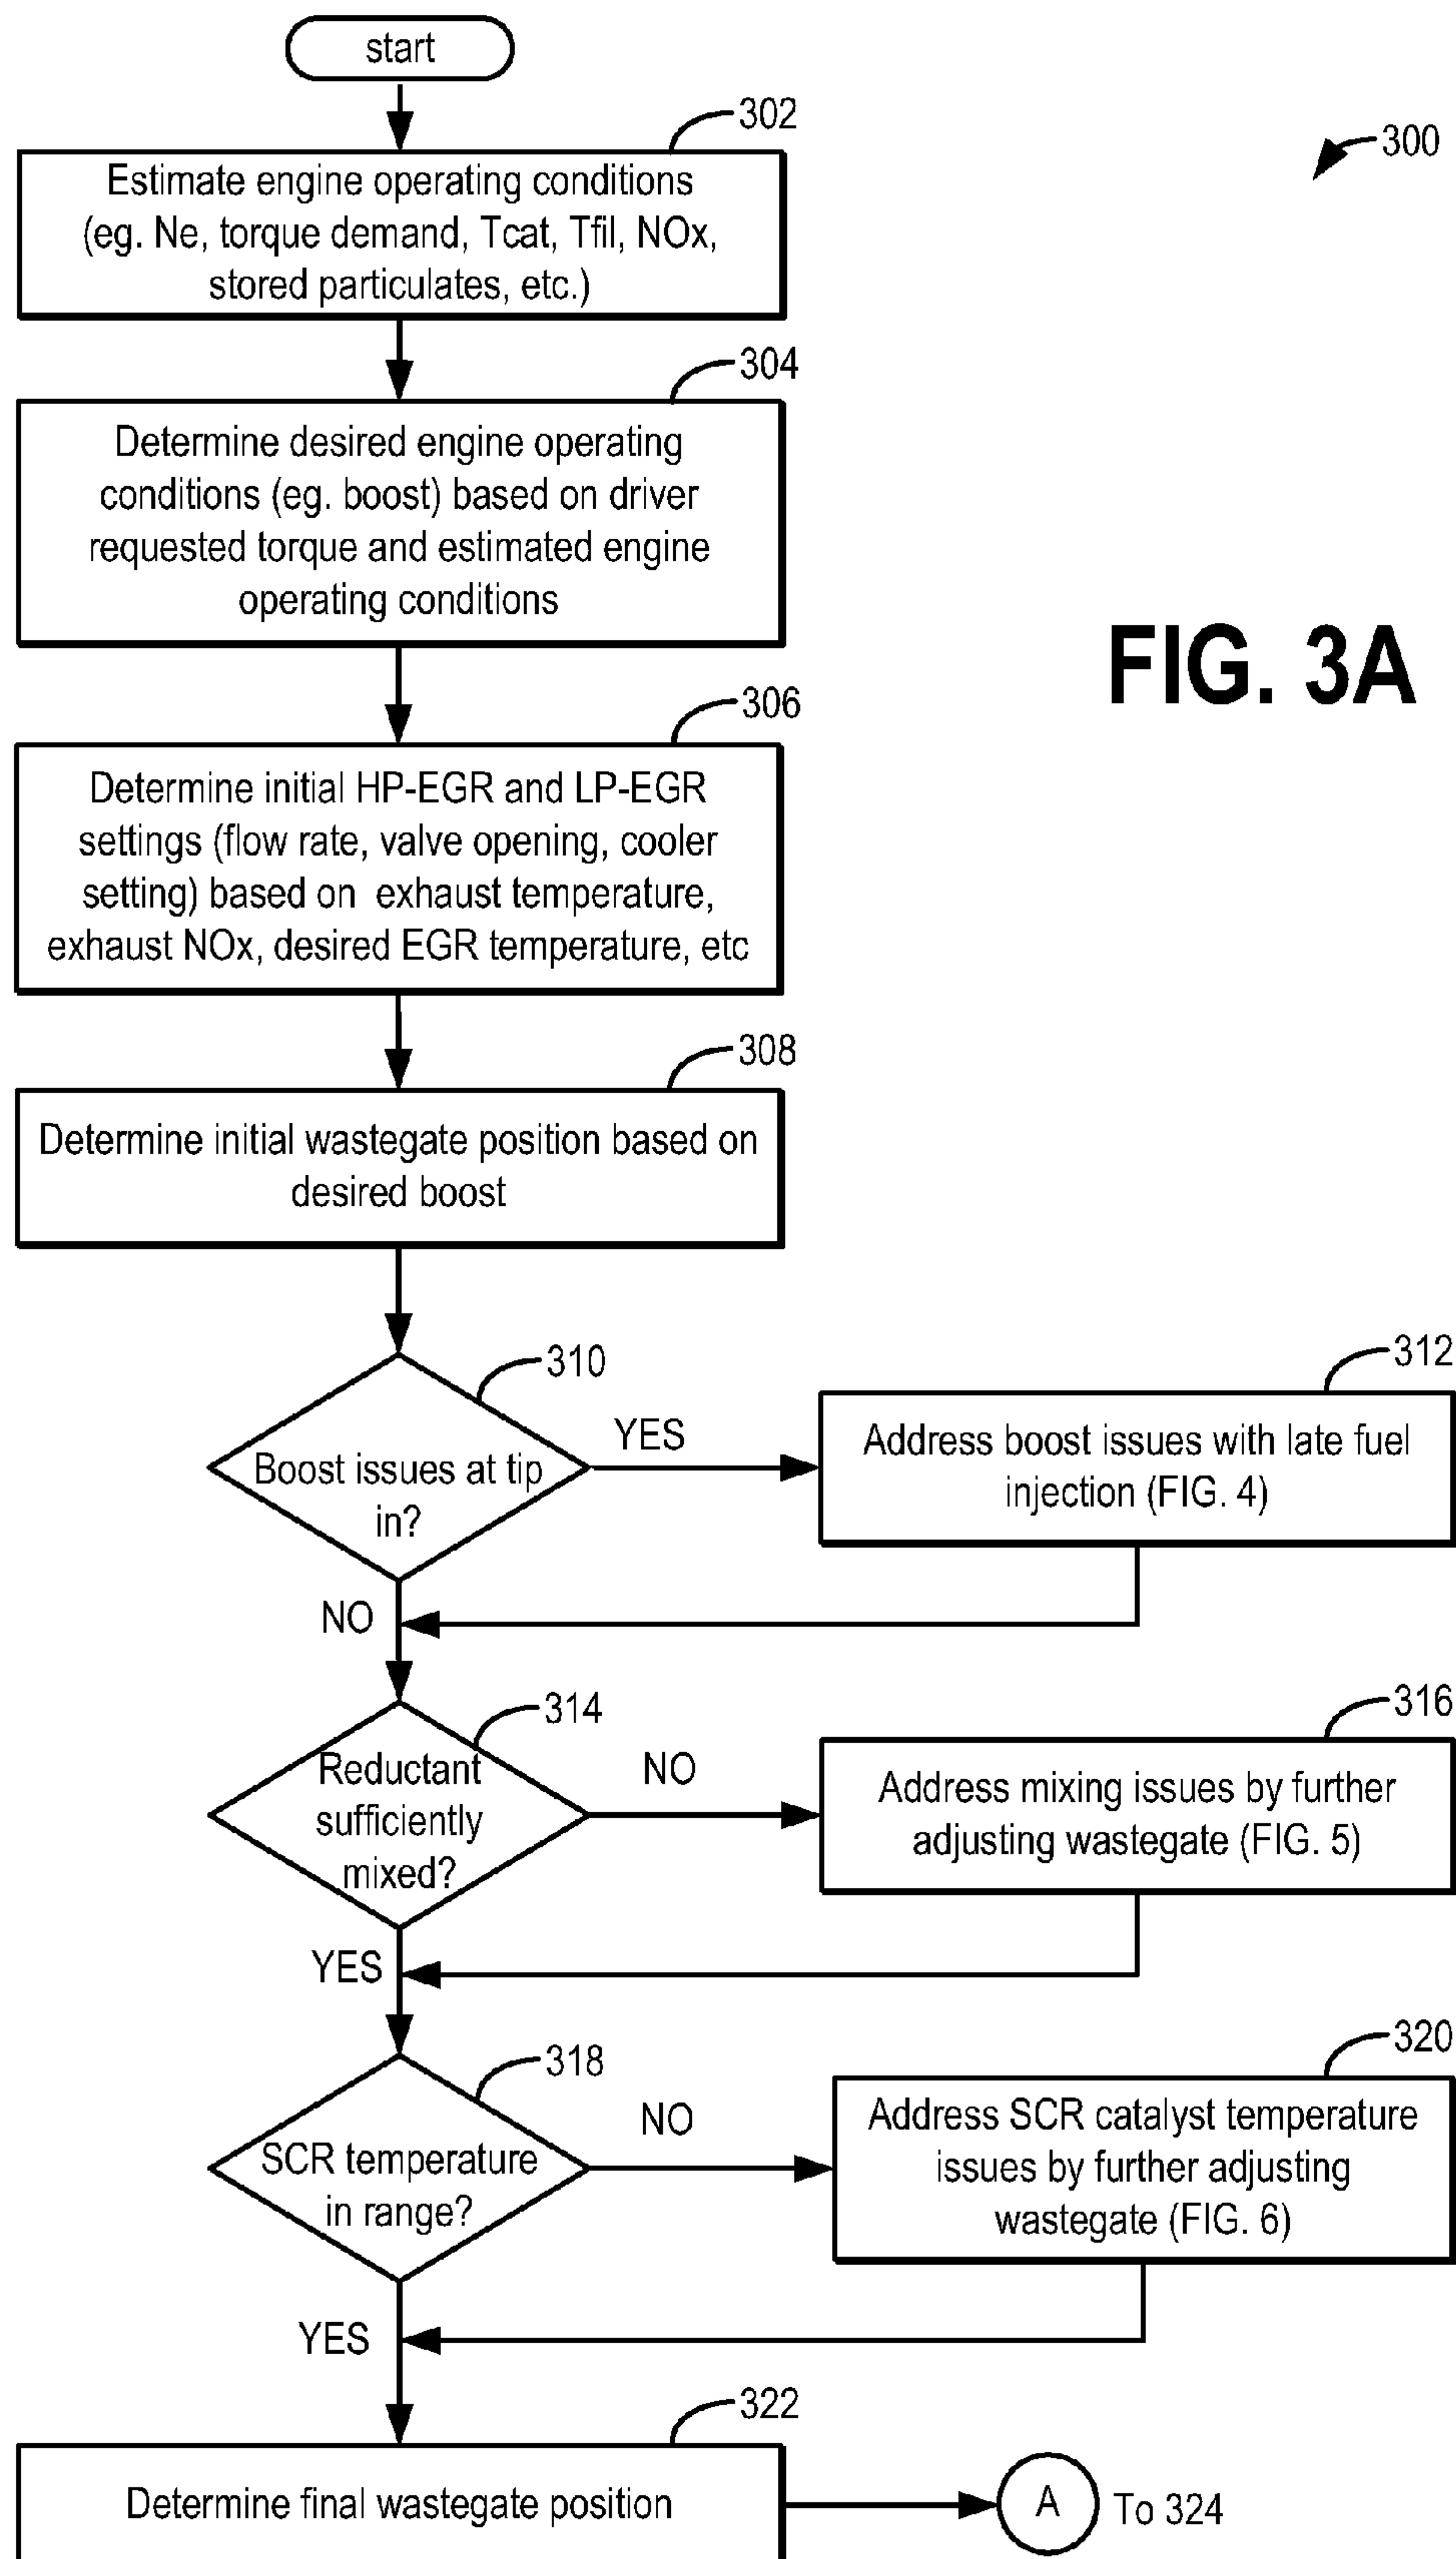 start
302
300
Estimate engine operating conditions
(eg. Ne, torque demand, Tcat, Tfil, NOx,
stored particulates, etc.)
304
Determine desired engine operating
conditions (eg. boost) based on driver
requested torque and estimated engine
operating conditions
FIG. 3A
306
Determine initial HP-EGR and LP-EGR
settings (flow rate, valve opening, cooler
setting) based on exhaust temperature,
exhaust NOx, desired EGR temperature, etc
308
Determine initial wastegate position based on
desired boost
310
Boost issues at tip
in?
YES
312
Address boost issues with late fuel
injection (FIG. 4)
NO
314
Reductant
sufficiently
mixed?
NO
316
Address mixing issues by further
adjusting wastegate (FIG. 5)
YES
318
SCR temperature
in range?
NO
320
Address SCR catalyst temperature
issues by further adjusting
wastegate (FIG. 6)
YES
322
Determine final wastegate position
A
To 324